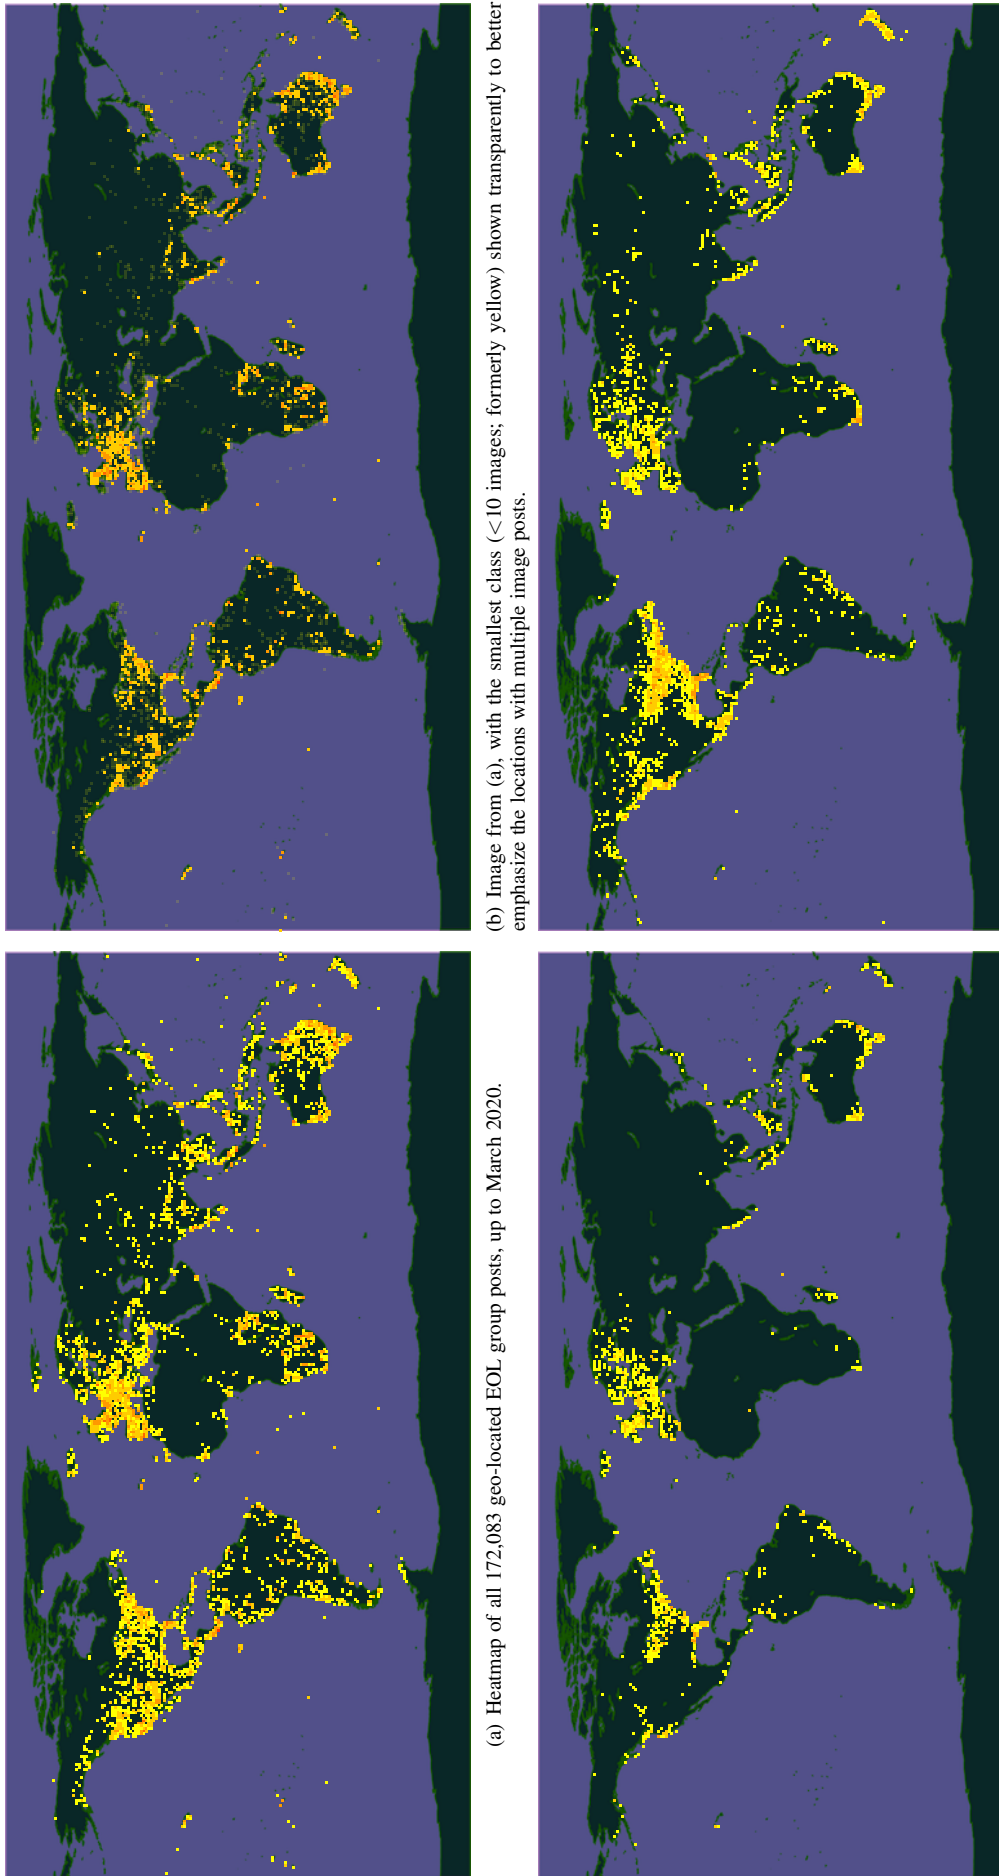 (a) Heatmap of all 172,083 geo-located EOL group posts, up to March 2020.
(b) Image from (a), with the smallest class (<10 images; formerly yellow) shown transparently to better
emphasize the locations with multiple image posts.